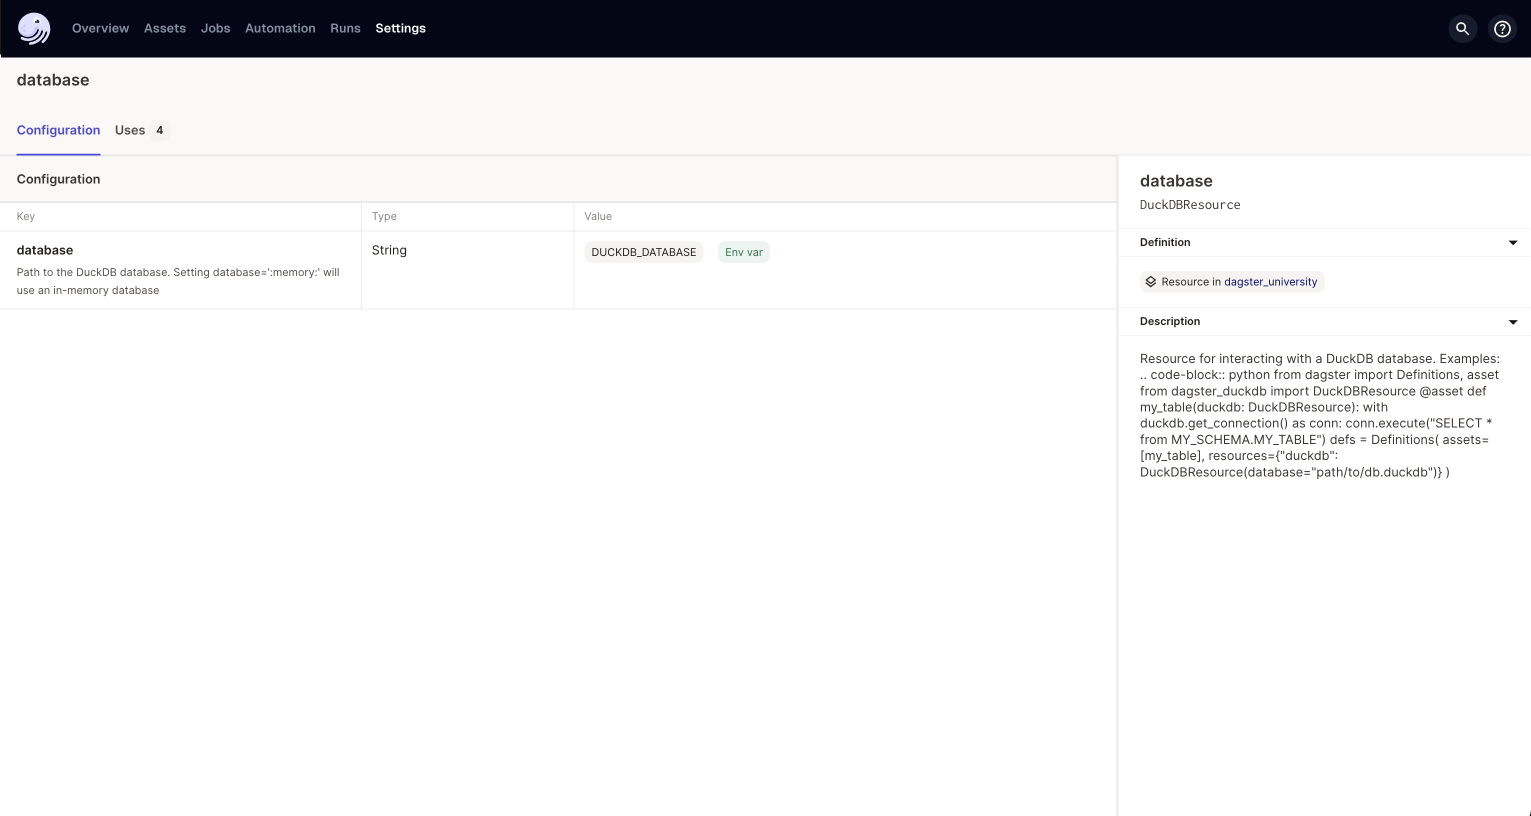 Overview Assets Jobs Automation Runs Settings
database
Configuration Uses 4
Configuration
Key Type Value
database String DUCKDB_DATABASE Env var
Path to the DuckDB database. Setting database=':memory:' will
use an in-memory database
database
DuckDBResource
Definition
Resource in dagster_university
Description
Resource for interacting with a DuckDB database. Examples:
.. code-block:: python from dagster import Definitions, asset
from dagster_duckdb import DuckDBResource @asset def
my_table(duckdb: DuckDBResource): with
duckdb.get_connection() as conn: conn.execute("SELECT *
from MY_SCHEMA.MY_TABLE") defs = Definitions( assets=
[my_table], resources={"duckdb":
DuckDBResource(database="path/to/db.duckdb")} )